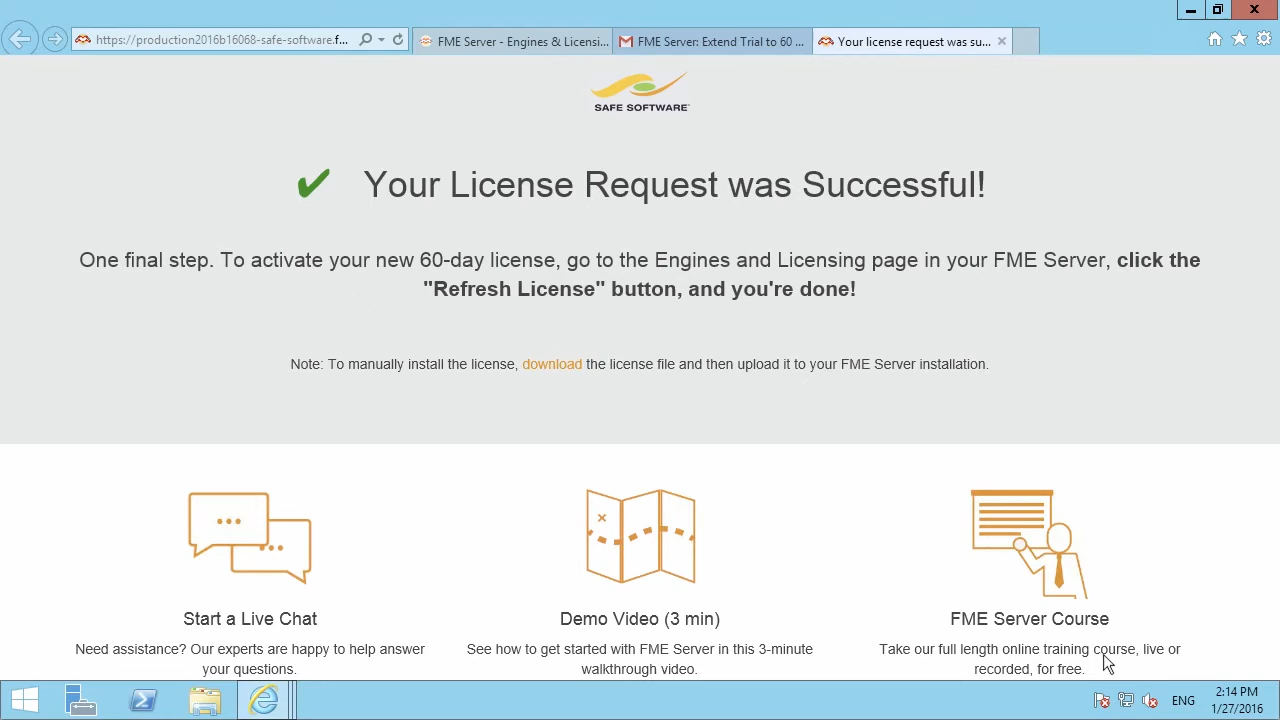 https://production2016b16068-safe-software.f...
FME Server - Engines & Licensi...
FME Server: Extend Trial to 60 ...
Your license request was su...
SAFE SOFTWARE™
✔ Your License Request was Successful!
One final step. To activate your new 60-day license, go to the Engines and Licensing page in your FME Server, click the
"Refresh License" button, and you're done!
Note: To manually install the license, download the license file and then upload it to your FME Server installation.
Start a Live Chat
Need assistance? Our experts are happy to help answer
your questions.
Demo Video (3 min)
See how to get started with FME Server in this 3-minute
walkthrough video.
FME Server Course
Take our full length online training course, live or
recorded, for free.
ENG
2:14 PM
1/27/2016